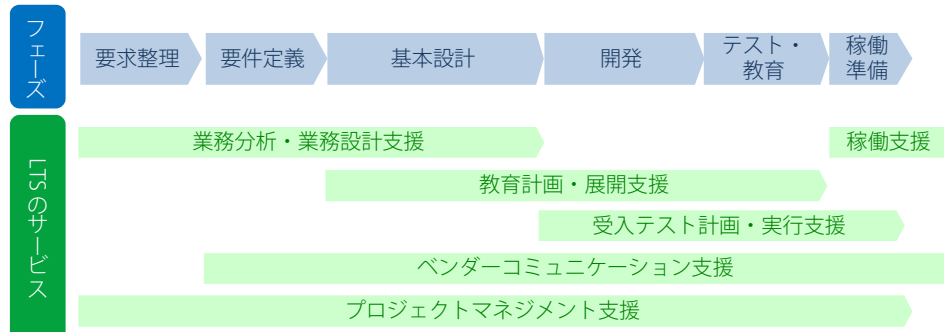 フェーズ
要求整理
要件定義
基本設計
開発
テスト・
教育
稼働
準備
LTSのサービス
業務分析・業務設計支援
稼働支援
教育計画・展開支援
受入テスト計画・実行支援
ベンダーコミュニケーション支援
プロジェクトマネジメント支援